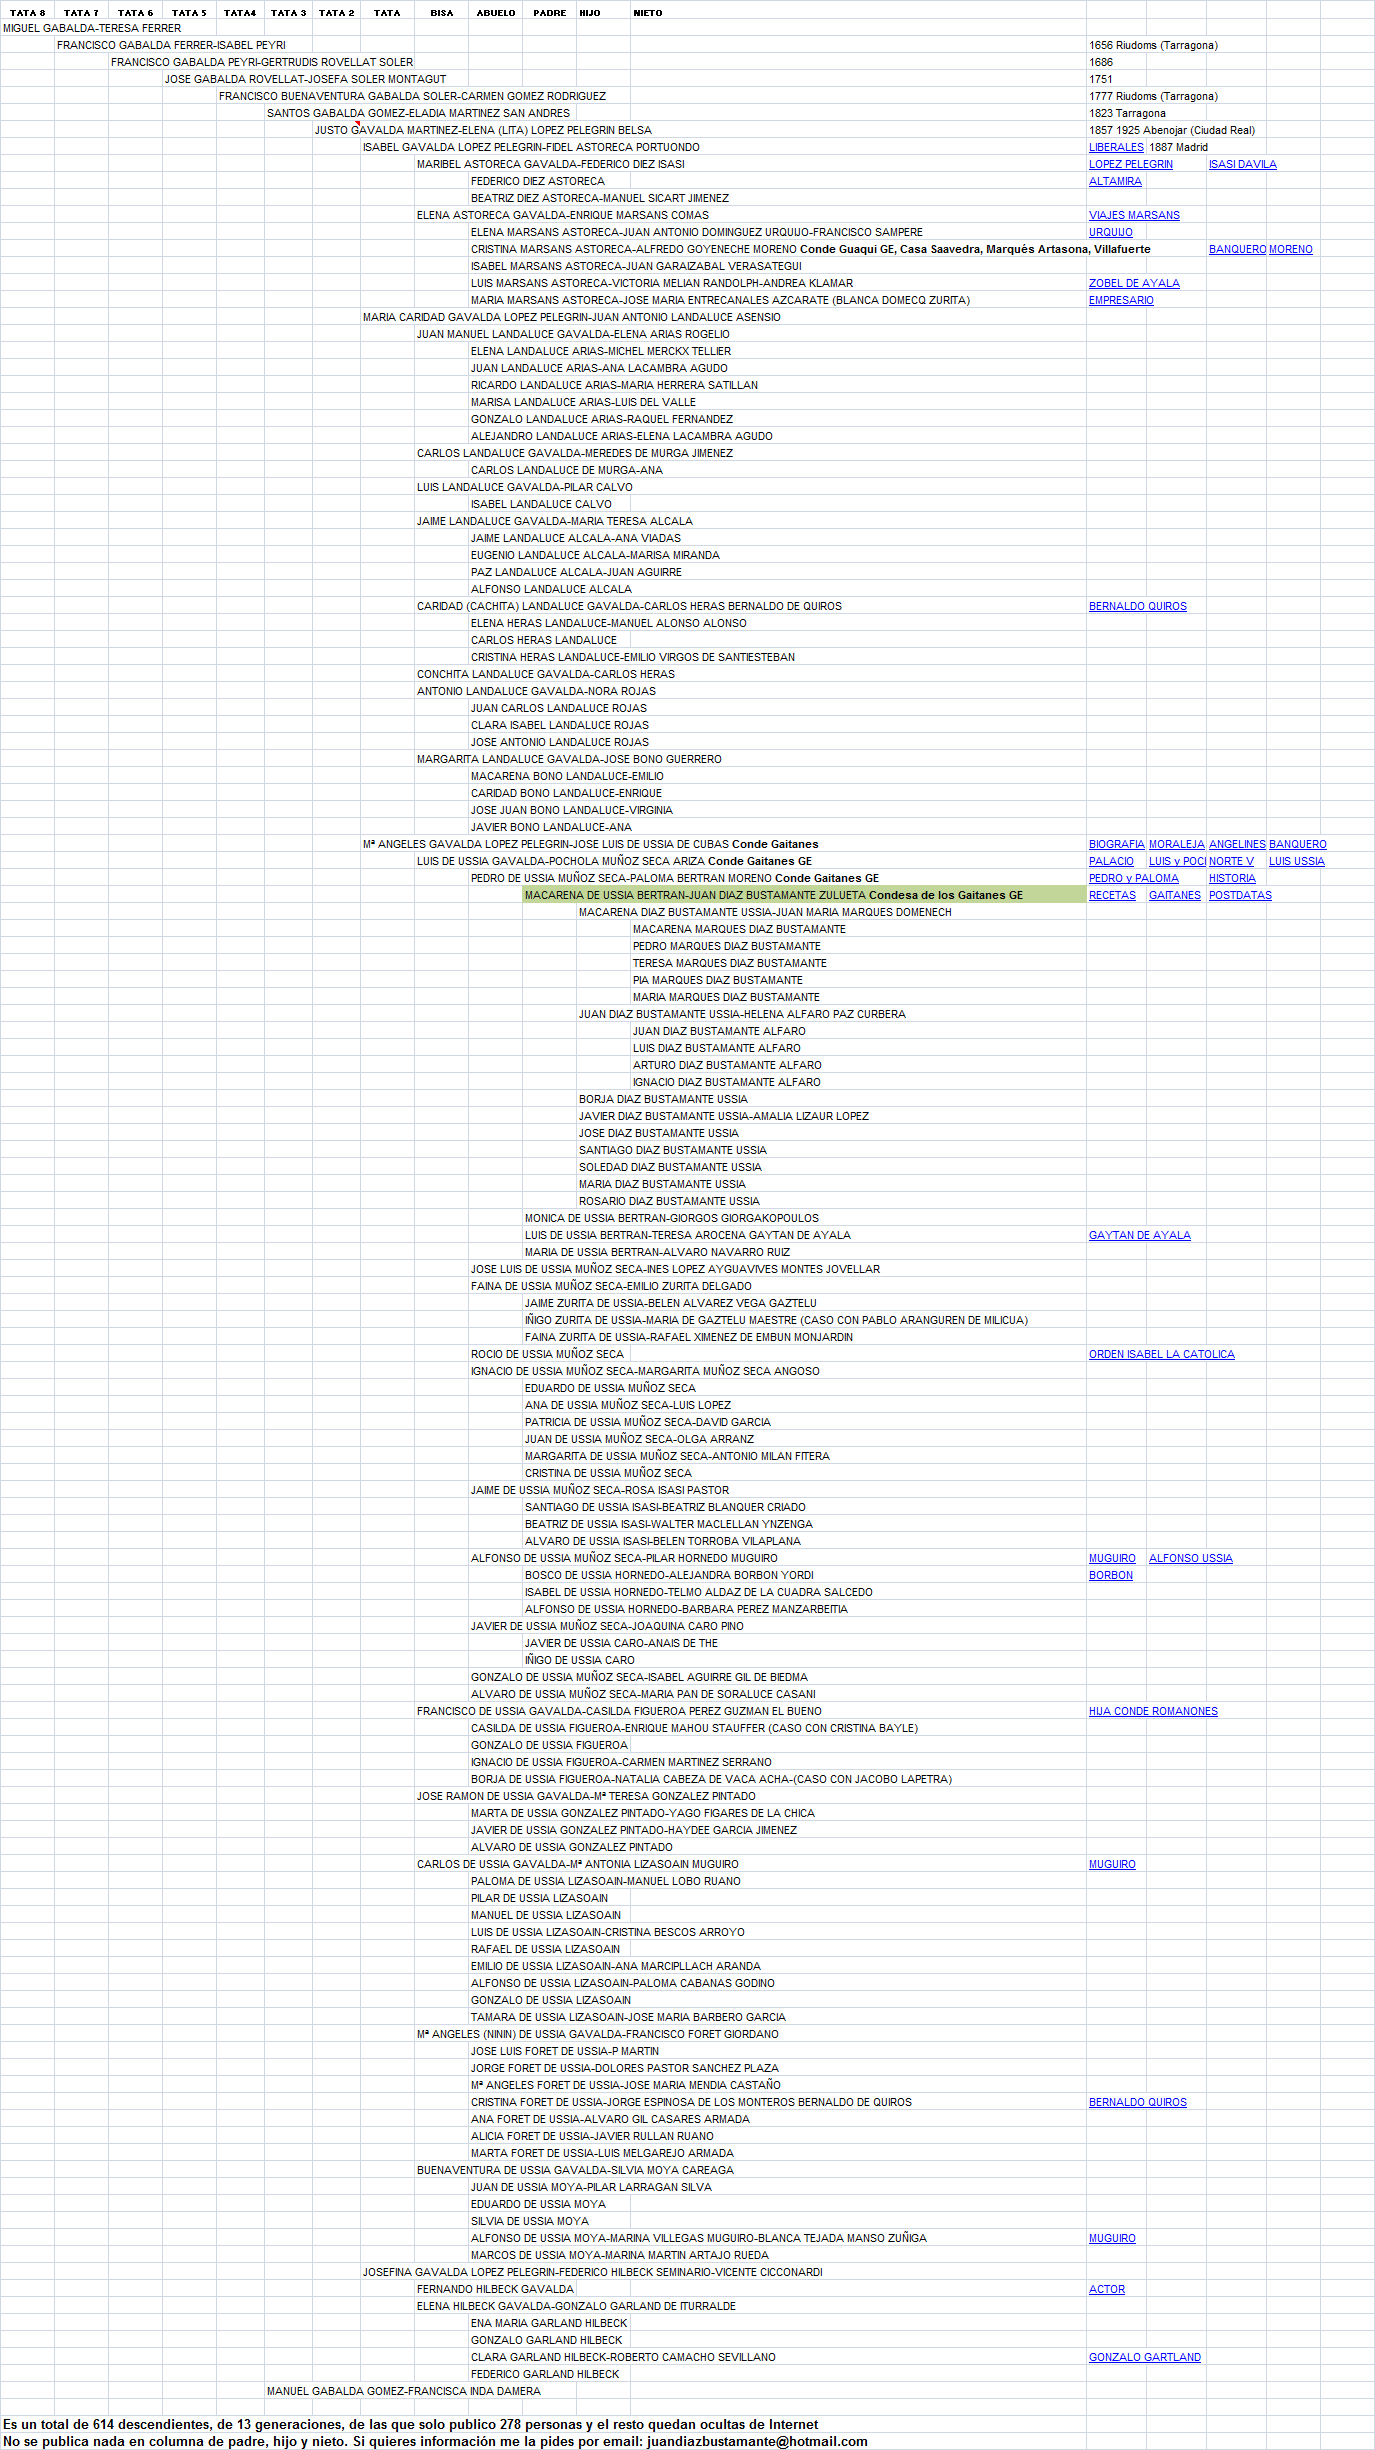 TATA 8 TATA 7 TATA 6 TATA 5 TATA4 TATA 3 TATA 2 TATA BISA ABUELO PADRE HIJO NIETO
MIGUEL GABALDA-TERESA FERRER
FRANCISCO GABALDA FERRER-ISABEL PEYRI 1656 Riudoms (Tarragona)
FRANCISCO GABALDA PEYRI-GERTRUDIS ROVELLAT SOLER 1686
JOSE GABALDA ROVELLAT-JOSEFA SOLER MONTAGUT 1751
FRANCISCO BUENAVENTURA GABALDA SOLER-CARMEN GOMEZ RODRIGUEZ 1777 Riudoms (Tarragona)
SANTOS GABALDA GOMEZ-ELADIA MARTINEZ SAN ANDRES 1823 Tarragona
JUSTO GAVALDA MARTINEZ-ELENA (LITA) LOPEZ PELEGRIN BELSA 1857 1925 Abenojar (Ciudad Real)
ISABEL GAVALDA LOPEZ PELEGRIN-FIDEL ASTORECA PORTUONDO LIBERALES 1887 Madrid
MARIBEL ASTORECA GAVALDA-FEDERICO DIEZ ISASI LOPEZ PELEGRIN ISASI DAVILA
FEDERICO DIEZ ASTORECA ALTAMIRA
BEATRIZ DIEZ ASTORECA-MANUEL SICART JIMENEZ
ELENA ASTORECA GAVALDA-ENRIQUE MARSANS COMAS VIAJES MARSANS
ELENA MARSANS ASTORECA-JUAN ANTONIO DOMINGUEZ URQUIJO-FRANCISCO SAMPERE URQUIJO
CRISTINA MARSANS ASTORECA-ALFREDO GOYENECHE MORENO Conde Guaqui GE, Casa Saavedra, Marqués Artasona, Villafuerte BANQUERO MORENO
ISABEL MARSANS ASTORECA-JUAN GARAIZABAL VERASATEGUI
LUIS MARSANS ASTORECA-VICTORIA MELIAN RANDOLPH-ANDREA KLAMAR ZOBEL DE AYALA
MARIA MARSANS ASTORECA-JOSE MARIA ENTRECANALES AZCARATE (BLANCA DOMECQ ZURITA) EMPRESARIO
MARIA CARIDAD GAVALDA LOPEZ PELEGRIN-JUAN ANTONIO LANDALUCE ASENSIO
JUAN MANUEL LANDALUCE GAVALDA-ELENA ARIAS ROGELIO
ELENA LANDALUCE ARIAS-MICHEL MERCKX TELLIER
JUAN LANDALUCE ARIAS-ANA LACAMBRA AGUDO
RICARDO LANDALUCE ARIAS-MARIA HERRERA SATILLAN
MARISA LANDALUCE ARIAS-LUIS DEL VALLE
GONZALO LANDALUCE ARIAS-RAQUEL FERNANDEZ
ALEJANDRO LANDALUCE ARIAS-ELENA LACAMBRA AGUDO
CARLOS LANDALUCE GAVALDA-MEREDES DE MURGA JIMENEZ
CARLOS LANDALUCE DE MURGA-ANA
LUIS LANDALUCE GAVALDA-PILAR CALVO
ISABEL LANDALUCE CALVO
JAIME LANDALUCE GAVALDA-MARIA TERESA ALCALA
JAIME LANDALUCE ALCALA-ANA VIADAS
EUGENIO LANDALUCE ALCALA-MARISA MIRANDA
PAZ LANDALUCE ALCALA-JUAN AGUIRRE
ALFONSO LANDALUCE ALCALA
CARIDAD (CACHITA) LANDALUCE GAVALDA-CARLOS HERAS BERNALDO DE QUIROS BERNALDO QUIROS
ELENA HERAS LANDALUCE-MANUEL ALONSO ALONSO
CARLOS HERAS LANDALUCE
CRISTINA HERAS LANDALUCE-EMILIO VIRGOS DE SANTIESTEBAN
CONCHITA LANDALUCE GAVALDA-CARLOS HERAS
ANTONIO LANDALUCE GAVALDA-NORA ROJAS
JUAN CARLOS LANDALUCE ROJAS
CLARA ISABEL LANDALUCE ROJAS
JOSE ANTONIO LANDALUCE ROJAS
MARGARITA LANDALUCE GAVALDA-JOSE BONO GUERRERO
MACARENA BONO LANDALUCE-EMILIO
CARIDAD BONO LANDALUCE-ENRIQUE
JOSE JUAN BONO LANDALUCE-VIRGINIA
JAVIER BONO LANDALUCE-ANA
Mª ANGELES GAVALDA LOPEZ PELEGRIN-JOSE LUIS DE USSIA DE CUBAS Conde Gaitanes BIOGRAFIA MORALEJA ANGELINES BANQUERO
LUIS DE USSIA GAVALDA-POCHOLA MUÑOZ SECA ARIZA Conde Gaitanes GE PALACIO LUIS y POCI NORTE V LUIS USSIA
PEDRO DE USSIA MUÑOZ SECA-PALOMA BERTRAN MORENO Conde Gaitanes GE PEDRO y PALOMA HISTORIA
MACARENA DE USSIA BERTRAN-JUAN DIAZ BUSTAMANTE ZULUETA Condesa de los Gaitanes GE RECETAS GAITANES POSTDATAS
MACARENA DIAZ BUSTAMANTE USSIA-JUAN MARIA MARQUES DOMENECH
MACARENA MARQUES DIAZ BUSTAMANTE
PEDRO MARQUES DIAZ BUSTAMANTE
TERESA MARQUES DIAZ BUSTAMANTE
PIA MARQUES DIAZ BUSTAMANTE
MARIA MARQUES DIAZ BUSTAMANTE
JUAN DIAZ BUSTAMANTE USSIA-HELENA ALFARO PAZ CURBERA
JUAN DIAZ BUSTAMANTE ALFARO
LUIS DIAZ BUSTAMANTE ALFARO
ARTURO DIAZ BUSTAMANTE ALFARO
IGNACIO DIAZ BUSTAMANTE ALFARO
BORJA DIAZ BUSTAMANTE USSIA
JAVIER DIAZ BUSTAMANTE USSIA-AMALIA LIZAUR LOPEZ
JOSE DIAZ BUSTAMANTE USSIA
SANTIAGO DIAZ BUSTAMANTE USSIA
SOLEDAD DIAZ BUSTAMANTE USSIA
MARIA DIAZ BUSTAMANTE USSIA
ROSARIO DIAZ BUSTAMANTE USSIA
MONICA DE USSIA BERTRAN-GIORGOS GIORGAKOPOULOS
LUIS DE USSIA BERTRAN-TERESA AROCENA GAYTAN DE AYALA GAYTAN DE AYALA
MARIA DE USSIA BERTRAN-ALVARO NAVARRO RUIZ
JOSE LUIS DE USSIA MUÑOZ SECA-INES LOPEZ AYGUAVIVES MONTES JOVELLAR
FAINA DE USSIA MUÑOZ SECA-EMILIO ZURITA DELGADO
JAIME ZURITA DE USSIA-BELEN ALVAREZ VEGA GAZTELU
IÑIGO ZURITA DE USSIA-MARIA DE GAZTELU MAESTRE (CASO CON PABLO ARANGUREN DE MILICUA)
FAINA ZURITA DE USSIA-RAFAEL XIMENEZ DE EMBUN MONJARDIN
ROCIO DE USSIA MUÑOZ SECA ORDEN ISABEL LA CATOLICA
IGNACIO DE USSIA MUÑOZ SECA-MARGARITA MUÑOZ SECA ANGOSO
EDUARDO DE USSIA MUÑOZ SECA
ANA DE USSIA MUÑOZ SECA-LUIS LOPEZ
PATRICIA DE USSIA MUÑOZ SECA-DAVID GARCIA
JUAN DE USSIA MUÑOZ SECA-OLGA ARRANZ
MARGARITA DE USSIA MUÑOZ SECA-ANTONIO MILAN FITERA
CRISTINA DE USSIA MUÑOZ SECA
JAIME DE USSIA MUÑOZ SECA-ROSA ISASI PASTOR
SANTIAGO DE USSIA ISASI-BEATRIZ BLANQUER CRIADO
BEATRIZ DE USSIA ISASI-WALTER MACLELLAN YNZENGA
ALVARO DE USSIA ISASI-BELEN TORROBA VILAPLANA
ALFONSO DE USSIA MUÑOZ SECA-PILAR HORNEDO MUGUIRO MUGUIRO ALFONSO USSIA
BOSCO DE USSIA HORNEDO-ALEJANDRA BORBON YORDI BORBON
ISABEL DE USSIA HORNEDO-TELMO ALDAZ DE LA CUADRA SALCEDO
ALFONSO DE USSIA HORNEDO-BARBARA PEREZ MANZARBEITIA
JAVIER DE USSIA MUÑOZ SECA-JOAQUINA CARO PINO
JAVIER DE USSIA CARO-ANAIS DE THE
IÑIGO DE USSIA CARO
GONZALO DE USSIA MUÑOZ SECA-ISABEL AGUIRRE GIL DE BIEDMA
ALVARO DE USSIA MUÑOZ SECA-MARIA PAN DE SORALUCE CASANI
FRANCISCO DE USSIA GAVALDA-CASILDA FIGUEROA PEREZ GUZMAN EL BUENO HIJA CONDE ROMANONES
CASILDA DE USSIA FIGUEROA-ENRIQUE MAHOU STAUFFER (CASO CON CRISTINA BAYLE)
GONZALO DE USSIA FIGUEROA
IGNACIO DE USSIA FIGUEROA-CARMEN MARTINEZ SERRANO
BORJA DE USSIA FIGUEROA-NATALIA CABEZA DE VACA ACHA-(CASO CON JACOBO LAPETRA)
JOSE RAMON DE USSIA GAVALDA-Mª TERESA GONZALEZ PINTADO
MARTA DE USSIA GONZALEZ PINTADO-YAGO FIGARES DE LA CHICA
JAVIER DE USSIA GONZALEZ PINTADO-HAYDEE GARCIA JIMENEZ
ALVARO DE USSIA GONZALEZ PINTADO
CARLOS DE USSIA GAVALDA-Mª ANTONIA LIZASOAIN MUGUIRO MUGUIRO
PALOMA DE USSIA LIZASOAIN-MANUEL LOBO RUANO
PILAR DE USSIA LIZASOAIN
MANUEL DE USSIA LIZASOAIN
LUIS DE USSIA LIZASOAIN-CRISTINA BESCOS ARROYO
RAFAEL DE USSIA LIZASOAIN
EMILIO DE USSIA LIZASOAIN-ANA MARCIPLLACH ARANDA
ALFONSO DE USSIA LIZASOAIN-PALOMA CABANAS GODINO
GONZALO DE USSIA LIZASOAIN
TAMARA DE USSIA LIZASOAIN-JOSE MARIA BARBERO GARCIA
Mª ANGELES (NININ) DE USSIA GAVALDA-FRANCISCO FORET GIORDANO
JOSE LUIS FORET DE USSIA-P MARTIN
JORGE FORET DE USSIA-DOLORES PASTOR SANCHEZ PLAZA
Mª ANGELES FORET DE USSIA-JOSE MARIA MENDIA CASTAÑO
CRISTINA FORET DE USSIA-JORGE ESPINOSA DE LOS MONTEROS BERNALDO DE QUIROS BERNALDO QUIROS
ANA FORET DE USSIA-ALVARO GIL CASARES ARMADA
ALICIA FORET DE USSIA-JAVIER RULLAN RUANO
MARTA FORET DE USSIA-LUIS MELGAREJO ARMADA
BUENAVENTURA DE USSIA GAVALDA-SILVIA MOYA CAREAGA
JUAN DE USSIA MOYA-PILAR LARRAGAN SILVA
EDUARDO DE USSIA MOYA
SILVIA DE USSIA MOYA
ALFONSO DE USSIA MOYA-MARINA VILLEGAS MUGUIRO-BLANCA TEJADA MANSO ZUÑIGA MUGUIRO
MARCOS DE USSIA MOYA-MARINA MARTIN ARTAJO RUEDA
JOSEFINA GAVALDA LOPEZ PELEGRIN-FEDERICO HILBECK SEMINARIO-VICENTE CICCONARDI
FERNANDO HILBECK GAVALDA ACTOR
ELENA HILBECK GAVALDA-GONZALO GARLAND DE ITURRALDE
ENA MARIA GARLAND HILBECK
GONZALO GARLAND HILBECK
CLARA GARLAND HILBECK-ROBERTO CAMACHO SEVILLANO GONZALO GARTLAND
FEDERICO GARLAND HILBECK
MANUEL GABALDA GOMEZ-FRANCISCA INDA DAMERA
Es un total de 614 descendientes, de 13 generaciones, de las que solo publico 278 personas y el resto quedan ocultas de Internet
No se publica nada en columna de padre, hijo y nieto. Si quieres información me la pides por email: juandiazbustamante@hotmail.com